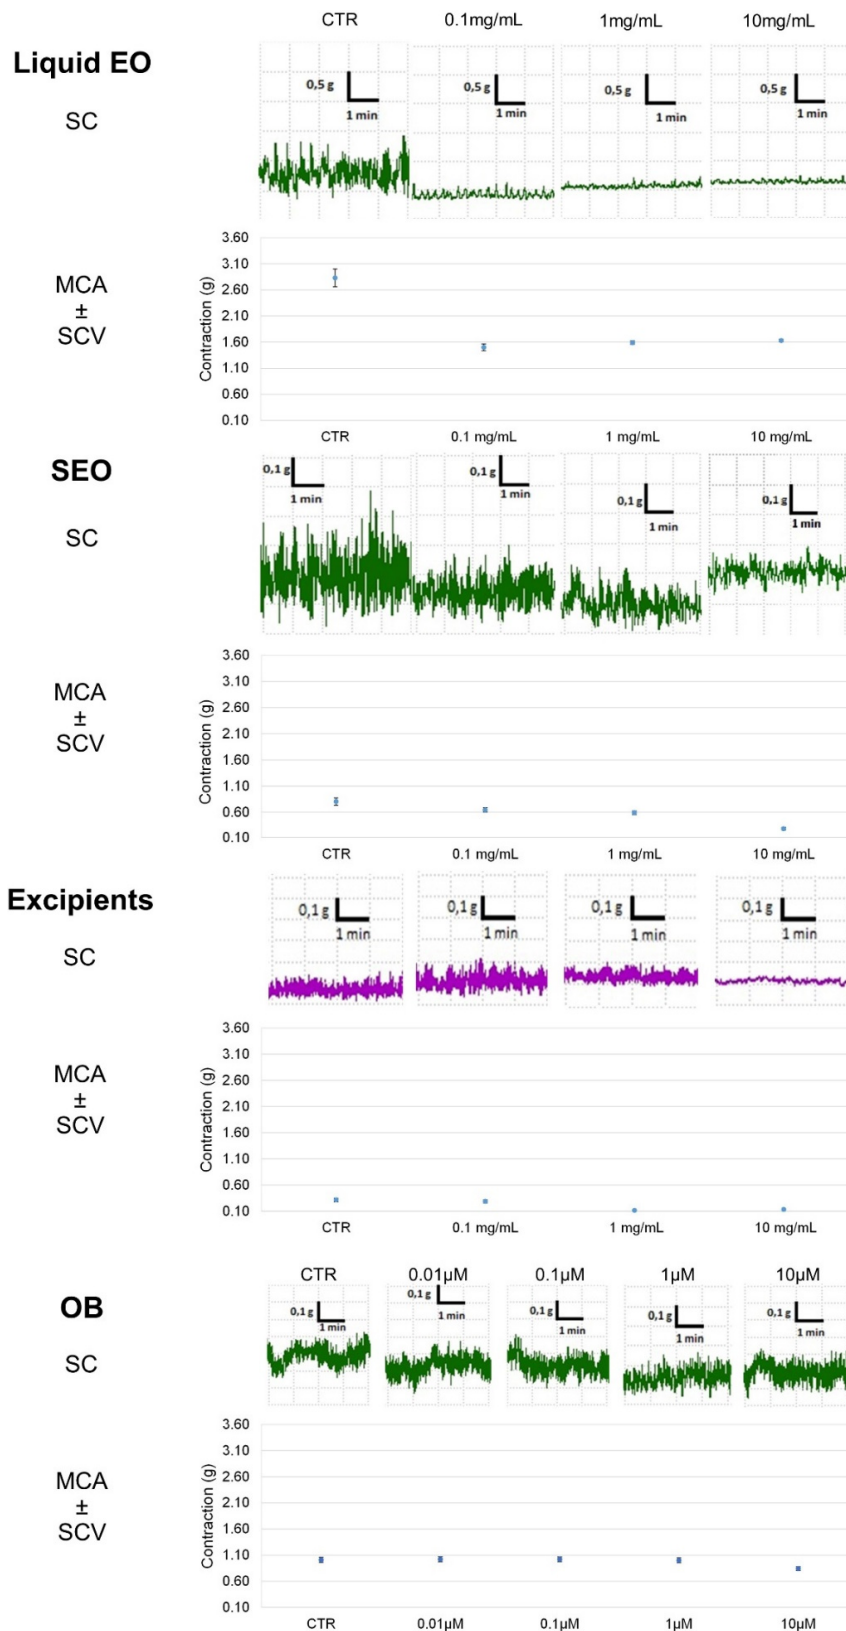 CTR 0.1mg/mL 1mg/mL 10mg/mL
Liquid EO
SC
0,5 g 0,5 g 0,5 g 0,5 g
1 min 1 min 1 min 1 min
MCA
±
SCV
Contraction (g)
3.60
3.10
2.60
2.10
1.60
1.10
0.60
0.10
CTR 0.1 mg/mL 1 mg/mL 10 mg/mL
SEO
SC
0,1 g 0,1 g 0,1 g 0,1 g
1 min 1 min 1 min 1 min
MCA
±
SCV
Contraction (g)
3.60
3.10
2.60
2.10
1.60
1.10
0.60
0.10
CTR 0.1 mg/mL 1 mg/mL 10 mg/mL
Excipients
SC
0,1 g 0,1 g 0,1 g 0,1 g
1 min 1 min 1 min 1 min
MCA
±
SCV
Contraction (g)
3.60
3.10
2.60
2.10
1.60
1.10
0.60
0.10
CTR 0.1 mg/mL 1 mg/mL 10 mg/mL
CTR 0.01µM 0.1µM 1µM 10µM
OB
SC
0,1 g 0,1 g 0,1 g 0,1 g 0,1 g
1 min 1 min 1 min 1 min 1 min
MCA
±
SCV
Contraction (g)
3.60
3.10
2.60
2.10
1.60
1.10
0.60
0.10
CTR 0.01µM 0.1µM 1µM 10µM